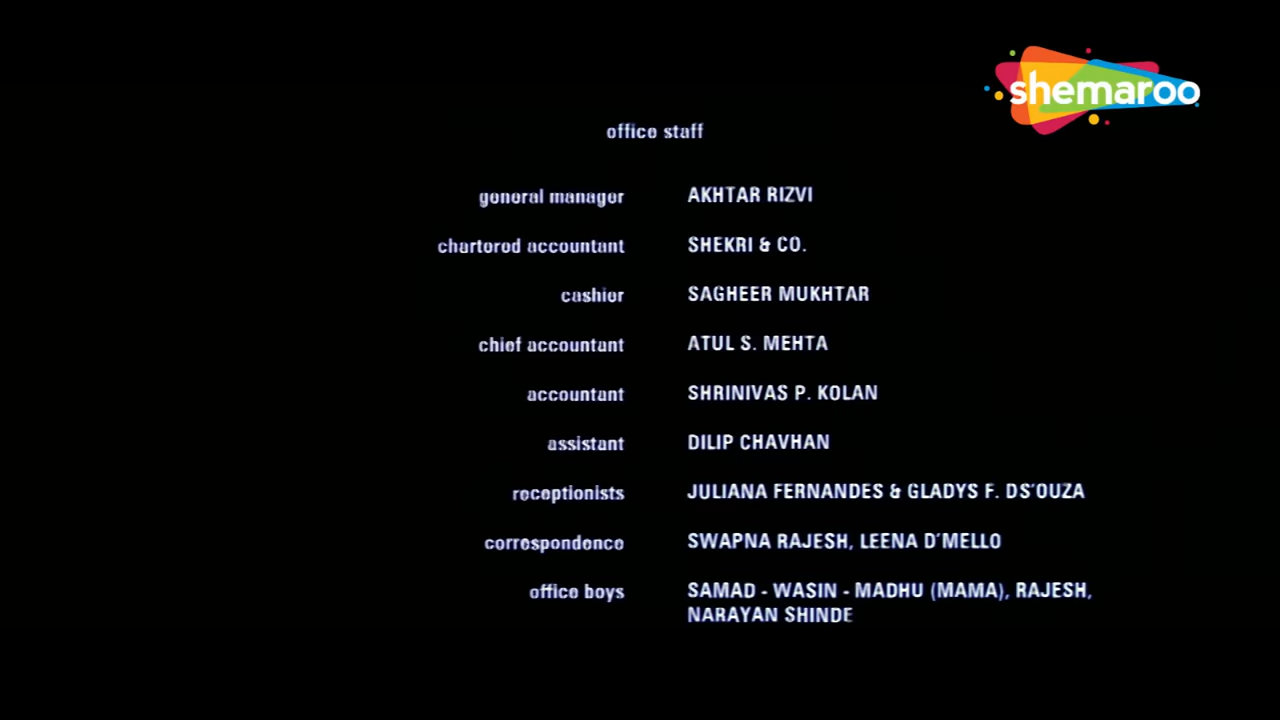 shemaroo
office staff
general manager AKHTAR RIZVI
chartered accountant SHEKRI & CO.
cashier SAGHEER MUKHTAR
chief accountant ATUL S. MEHTA
accountant SHRINIVAS P. KOLAN
assistant DILIP CHAVHAN
receptionists JULIANA FERNANDES & GLADYS F. DS'OUZA
correspondence SWAPNA RAJESH, LEENA D'MELLO
office boys SAMAD - WASIN - MADHU (MAMA), RAJESH,
NARAYAN SHINDE